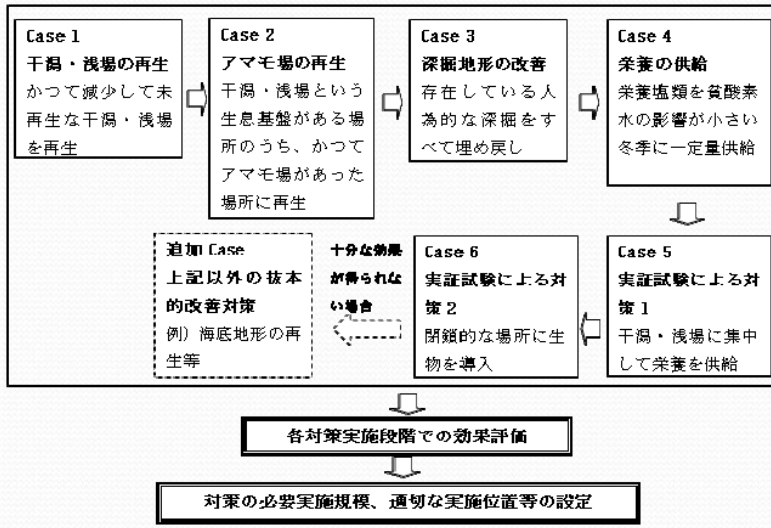 Case 1
干潟・浅場の再生
かつて減少して未
再生な干潟・浅場
を再生
Case 2
アマモ場の再生
干潟・浅場という
生息基盤がある場
所のうち、かつて
アマモ場があった
場所に再生
Case 3
深掘地形の改善
存在している人
為的な深掘をす
べて埋め戻し
Case 4
栄養の供給
栄養塩類を貧酸素
水の影響が小さい
冬季に一定量供給
Case 5
実証試験による対
策 1
干潟・浅場に集中
して栄養を供給
Case 6
実証試験による対
策 2
閉鎖的な場所に生
物を導入
十分な効果
が得られな
い場合
追加 Case
上記以外の抜本
的改善対策
例）海底地形の再
生等
各対策実施段階での効果評価
対策の必要実施規模、適切な実施位置等の設定